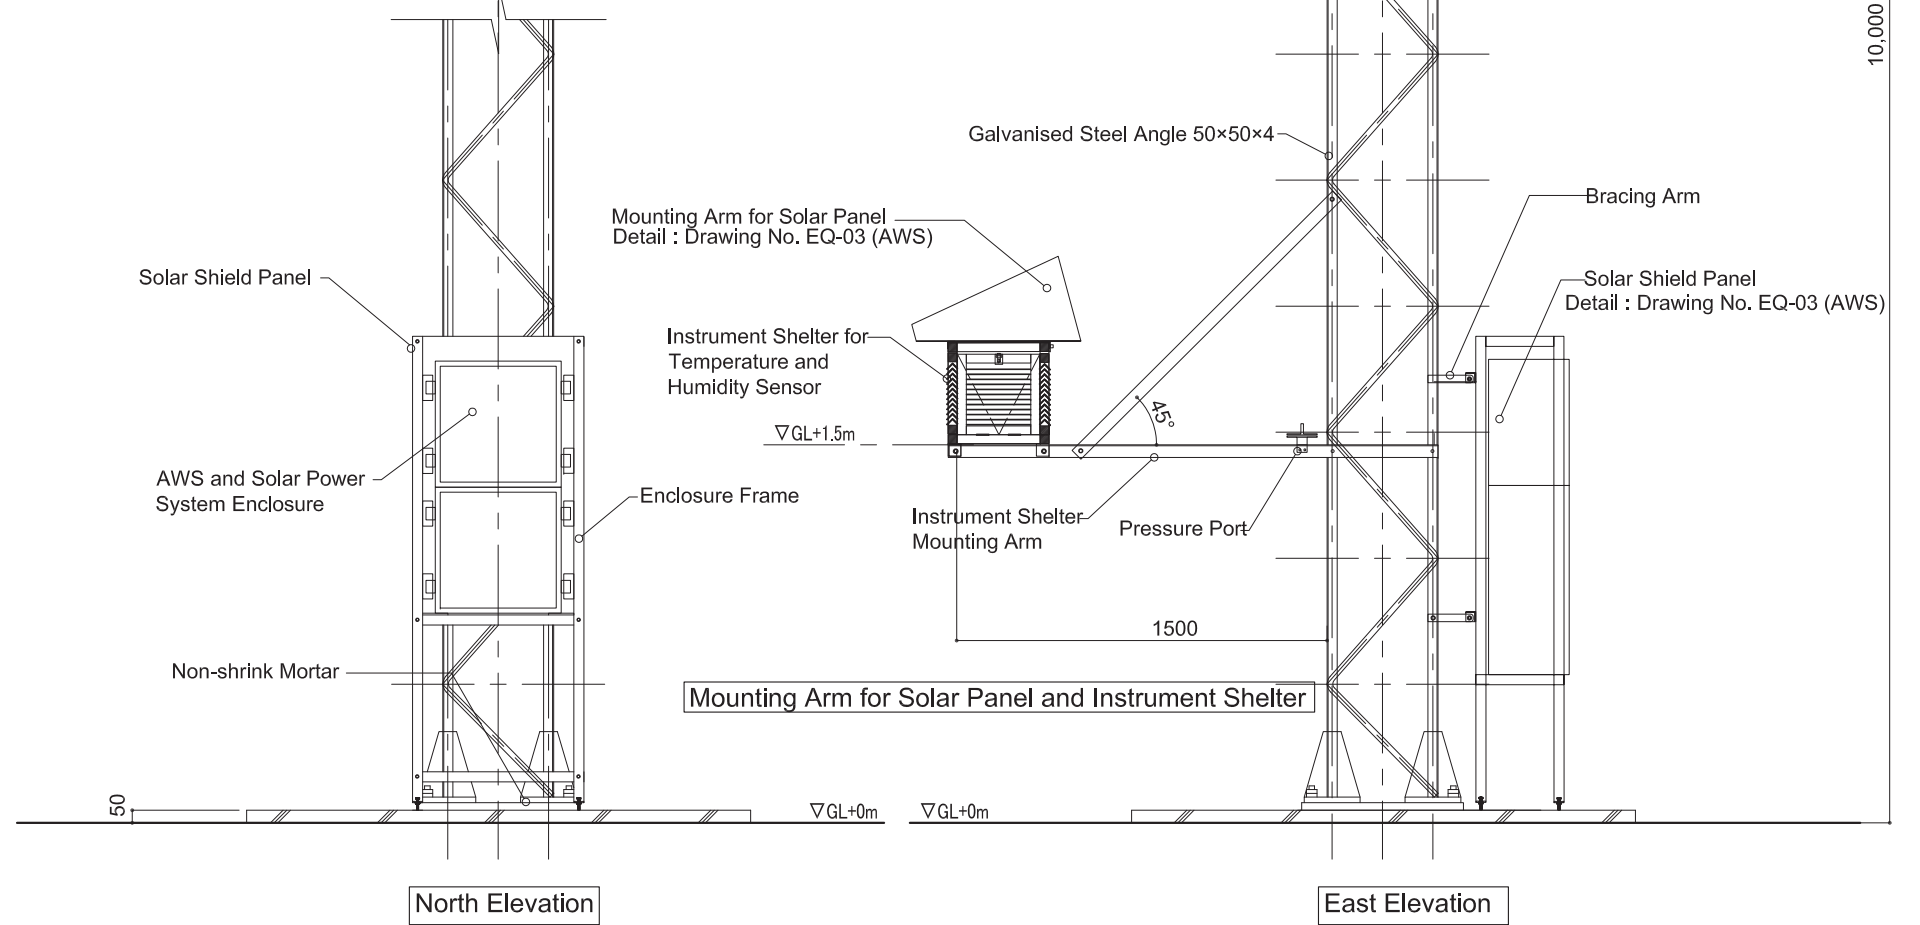 10,000
Galvanised Steel Angle 50×50×4
Bracing Arm
Mounting Arm for Solar Panel
Detail : Drawing No. EQ-03 (AWS)
Solar Shield Panel
Solar Shield Panel
Detail : Drawing No. EQ-03 (AWS)
Instrument Shelter for
Temperature and
Humidity Sensor
45°
▽GL+1.5m
AWS and Solar Power
System Enclosure
Enclosure Frame
Instrument Shelter
Mounting Arm
Pressure Port
1500
Non-shrink Mortar
Mounting Arm for Solar Panel and Instrument Shelter
50
▽GL+0m
▽GL+0m
North Elevation
East Elevation